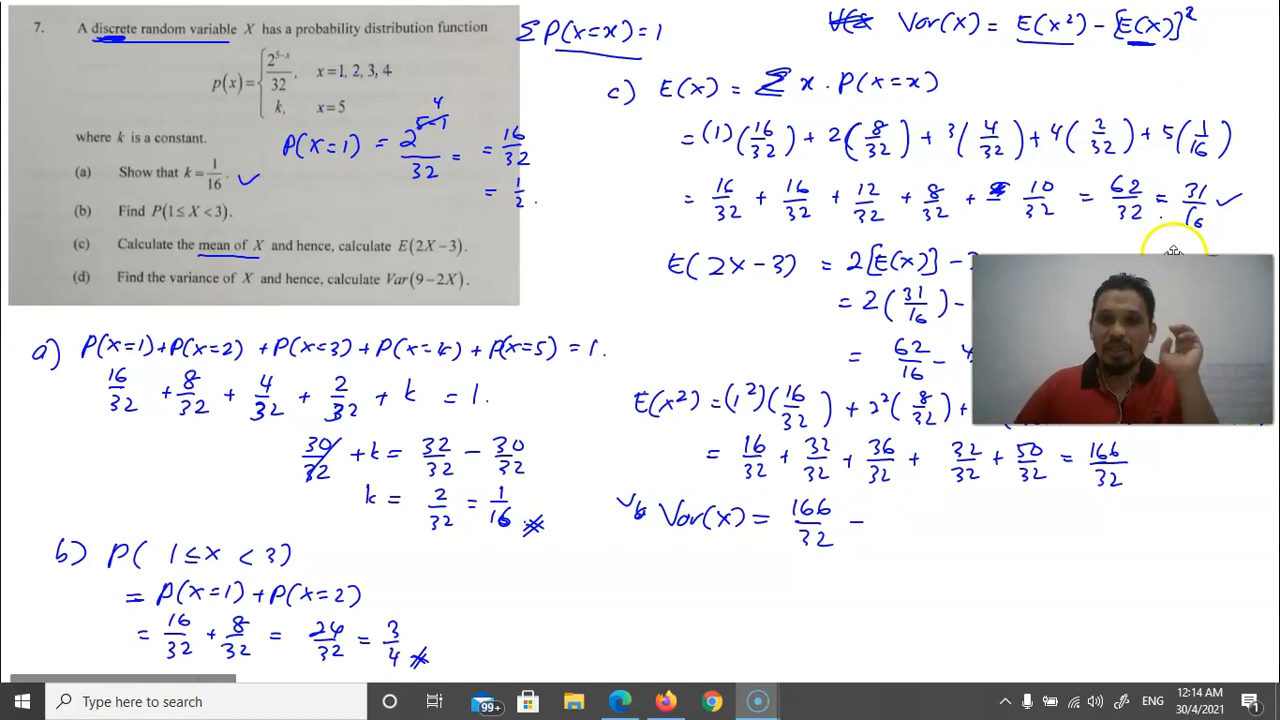 7. A discrete random variable X has a probability distribution function
p(x)= { 2^(5-x)/32, x=1, 2, 3, 4
k, x=5
where k is a constant.
(a) Show that k = 1/16. ✓
(b) Find P(1≤X<3).
(c) Calculate the mean of X and hence, calculate E(2X−3).
(d) Find the variance of X and hence, calculate Var(9−2X).
ΣP(X=x)=1
P(X=1) = 2^(5-1) 4 / 32 = = 16/32
= 1/2.
a) P(X=1)+P(X=2) +P(X=3)+P(X=4)+P(X=5) = 1.
16/32 + 8/32 + 4/32 + 2/32 + k = 1.
30/32 + k = 32/32 − 30/32
k = 2/32 = 1/16
b) P( 1≤X < 3)
= P(X=1)+P(X=2)
= 16/32 + 8/32 = 24/32 = 3/4
Var(X) = E(X²) − [E(X)]²
c) E(X) = Σ x . P(X=x)
= (1)(16/32) + 2(8/32) + 3(4/32) + 4(2/32) + 5(1/16)
= 16/32 + 16/32 + 12/32 + 8/32 + 10/32 = 62/32 = 31/16 ✓
E( 2X − 3) = 2[E(X)] −
= 2(31/16) −
= 62/16 −
E(X²) = (1²)(16/32) + 2²(8/32) +
= 16/32 + 32/32 + 36/32 + 32/32 + 50/32 = 166/32
Var(X) = 166/32 −
Type here to search
99+
ENG
12:14 AM
30/4/2021
1